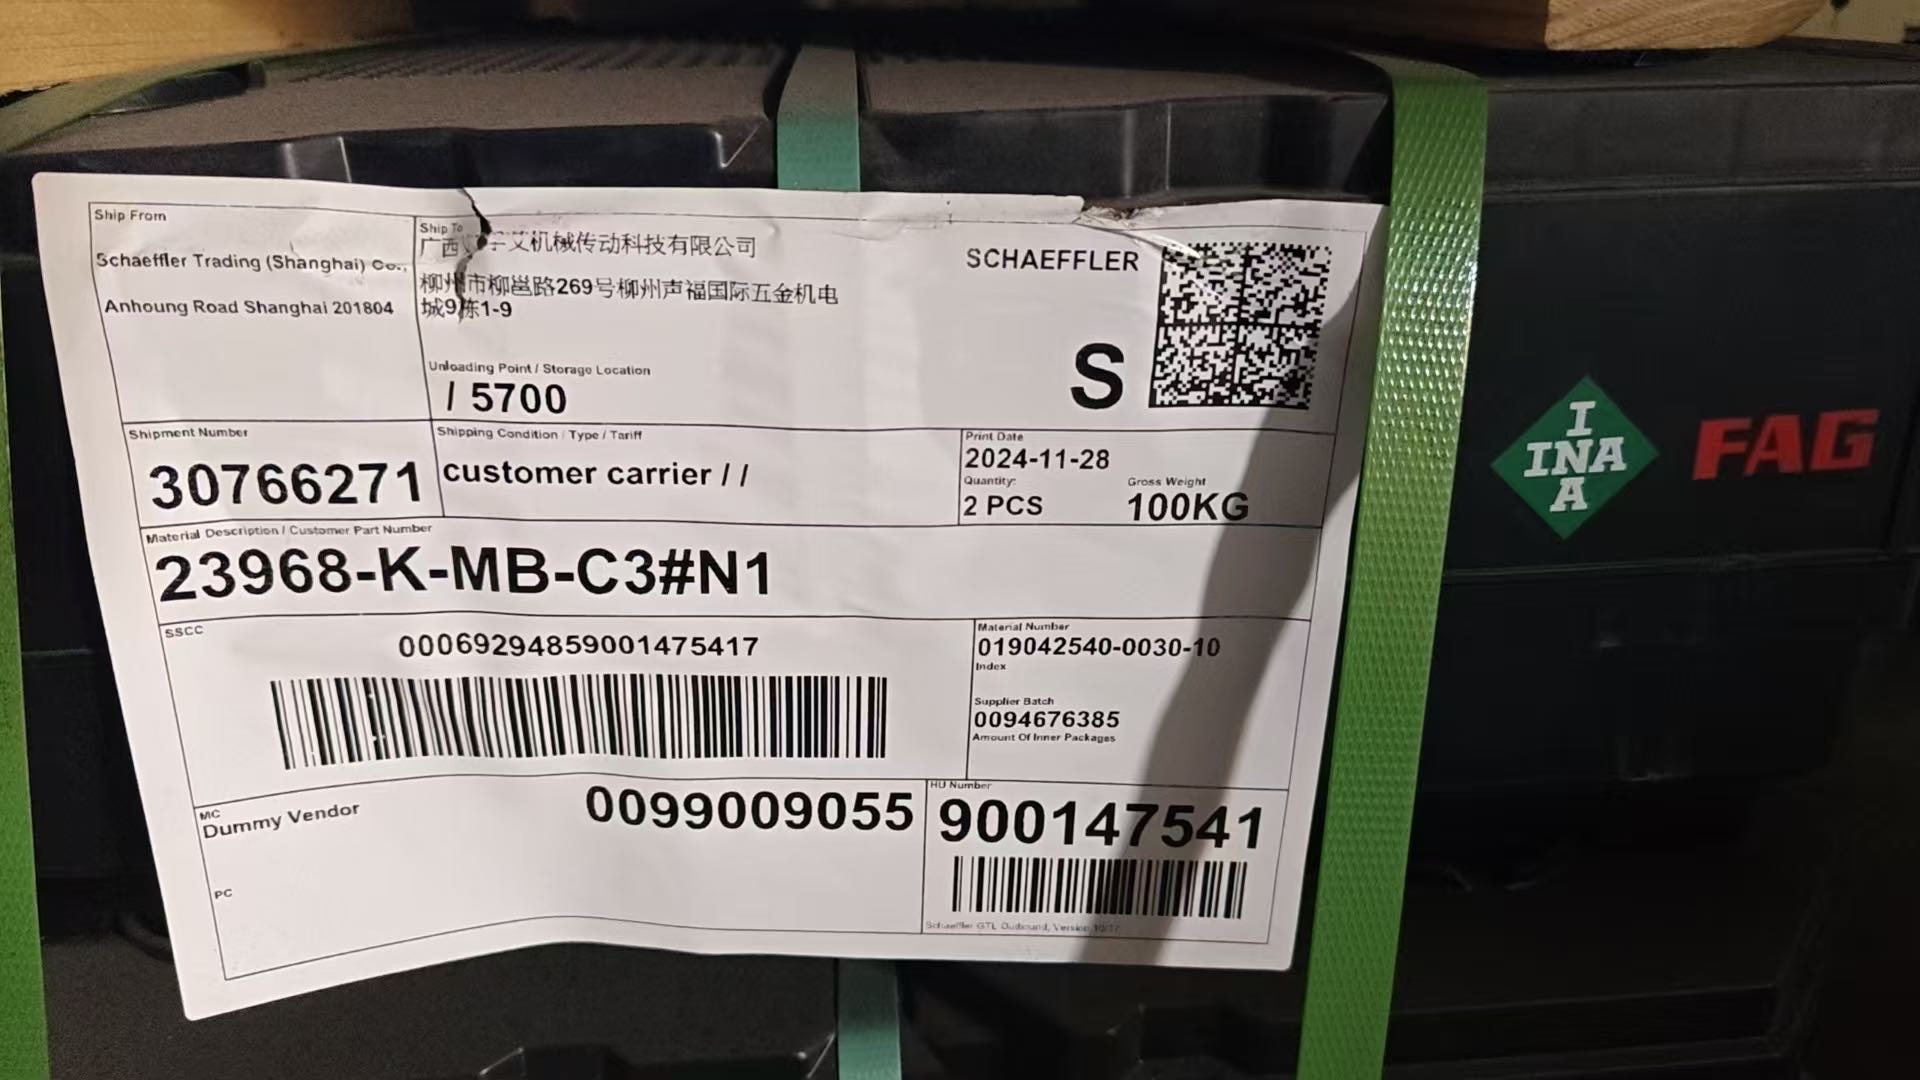 Ship From
Schaeffler Trading (Shanghai) Co.,
Anhoung Road Shanghai 201804
Ship To
广西 艾机械传动科技有限公司
柳州市柳邕路269号柳州声福国际五金机电
城9栋1-9
Unloading Point / Storage Location
/ 5700
SCHAEFFLER
S
Shipment Number
30766271
Shipping Condition / Type / Tariff
customer carrier / /
Print Date
2024-11-28
Quantity:
2 PCS
Gross Weight
100KG
Material Description / Customer Part Number
23968-K-MB-C3#N1
SSCC
00069294859001475417
Material Number
019042540-0030-10
Index
Supplier Batch
0094676385
Amount Of Inner Packages
MC
Dummy Vendor
0099009055
PC
HU Number
900147541
Schaeffler GTL Outbound, Version
INA
INA
FAG